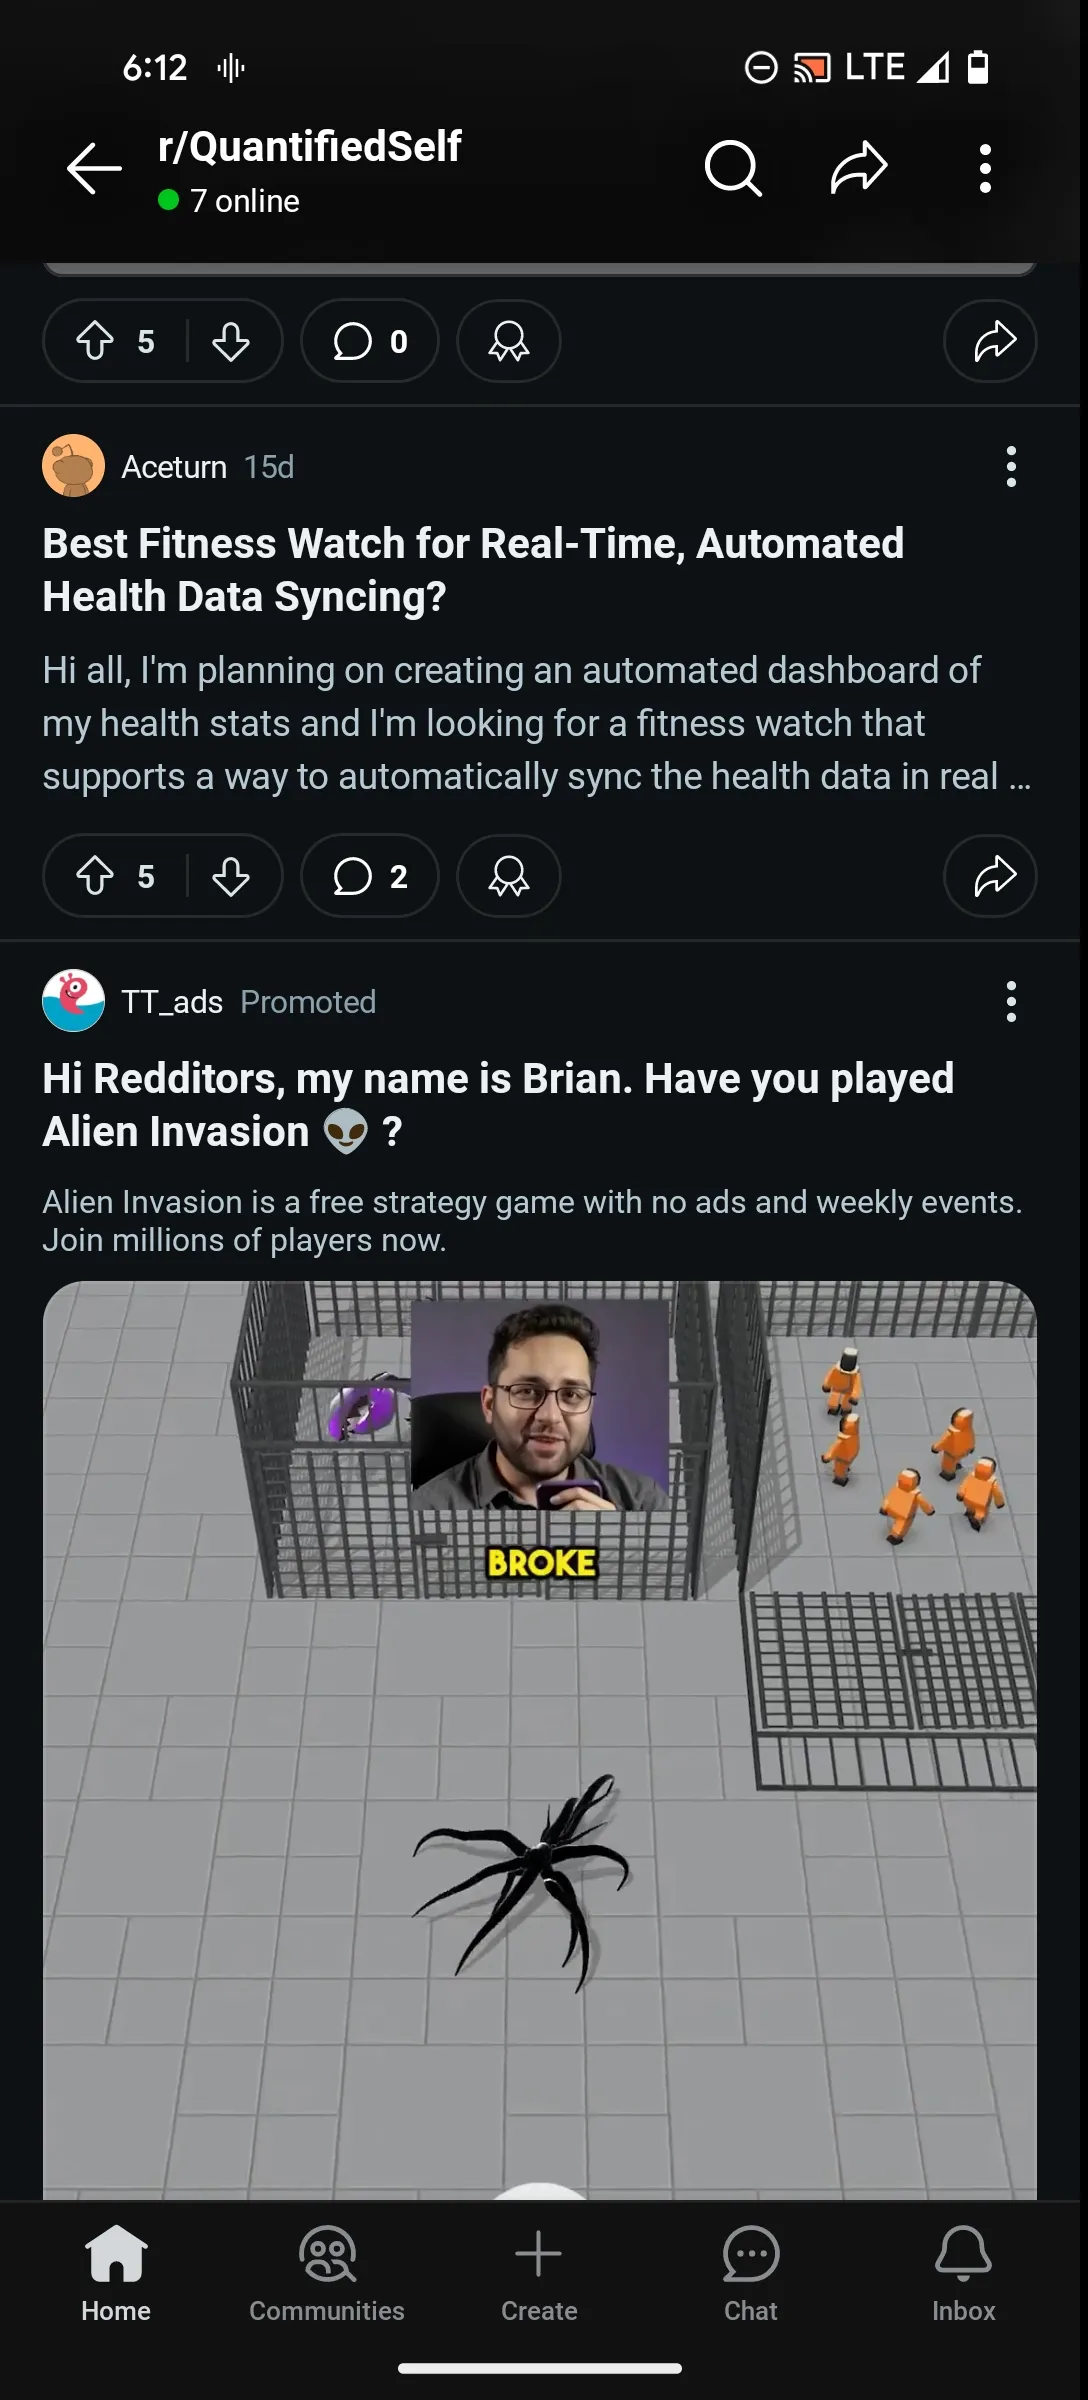 6:12
LTE
r/QuantifiedSelf
7 online
5
0
Aceturn 15d
Best Fitness Watch for Real-Time, Automated
Health Data Syncing?
Hi all, I'm planning on creating an automated dashboard of
my health stats and I'm looking for a fitness watch that
supports a way to automatically sync the health data in real ...
5
2
TT_ads Promoted
Hi Redditors, my name is Brian. Have you played
Alien Invasion 👽 ?
Alien Invasion is a free strategy game with no ads and weekly events.
Join millions of players now.
BROKE
Home
Communities
Create
Chat
Inbox